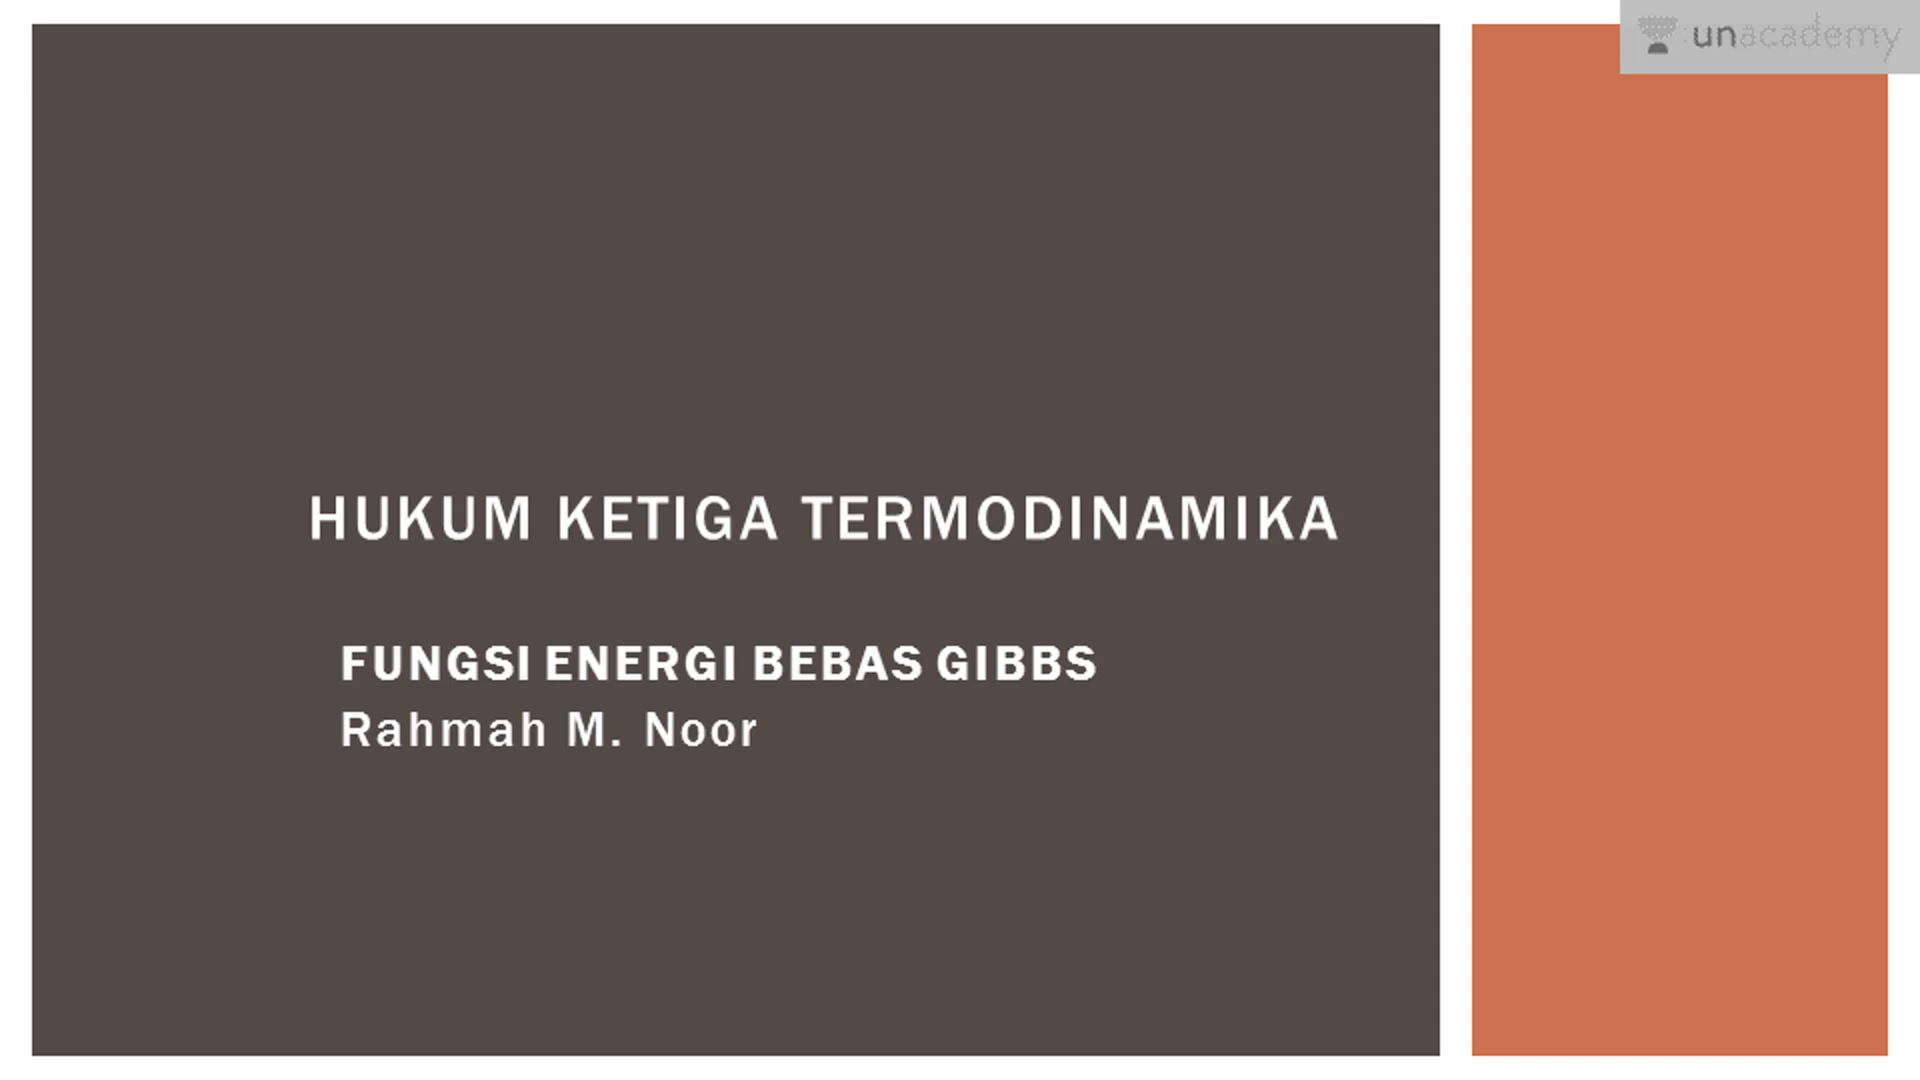 unacademy
HUKUM KETIGA TERMODINAMIKA
FUNGSI ENERGI BEBAS GIBBS
Rahmah M. Noor